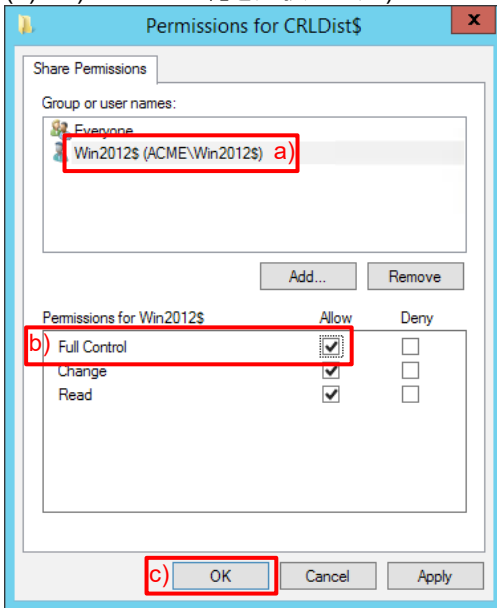 Permissions for CRLDist$
x
Share Permissions
Group or user names:
Everyone
Win2012$ (ACME\Win2012$) a)
Add... Remove
Permissions for Win2012$ Allow Deny
b) Full Control
Change
Read
c) OK Cancel Apply